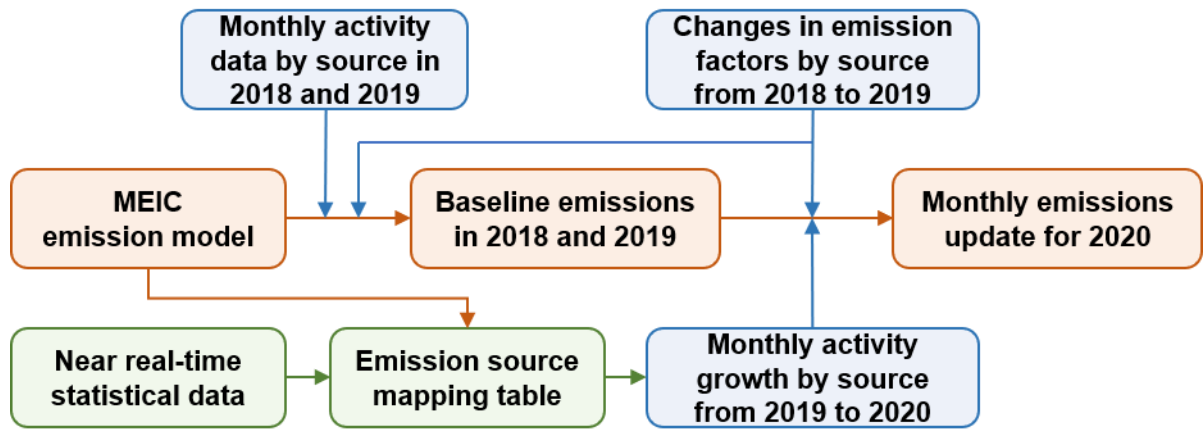 Monthly activity
data by source in
2018 and 2019
Changes in emission
factors by source
from 2018 to 2019
MEIC
emission model
Baseline emissions
in 2018 and 2019
Monthly emissions
update for 2020
Near real-time
statistical data
Emission source
mapping table
Monthly activity
growth by source
from 2019 to 2020